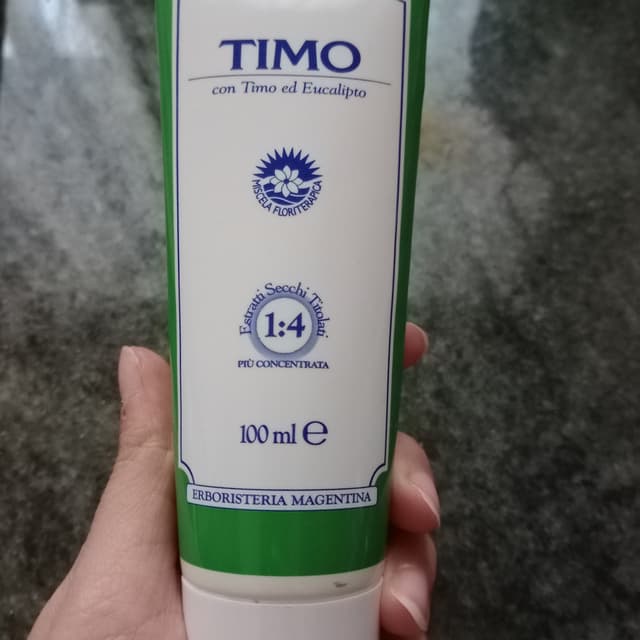 TIMO
con Timo ed Eucalipto
MISCELA FLORITERAPICA
Estratti Secchi Titolati
1:4
PIÙ CONCENTRATA
100 ml ℮
ERBORISTERIA MAGENTINA